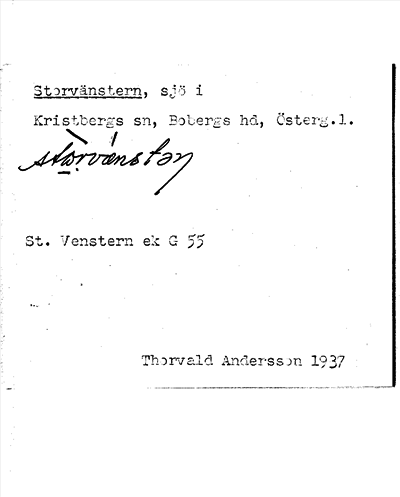 Storvänstern, sjö i
Kristbergs sn, Bobergs hd, Österg.l.
St. Venstern ek G 55
Thorvald Andersson 1937